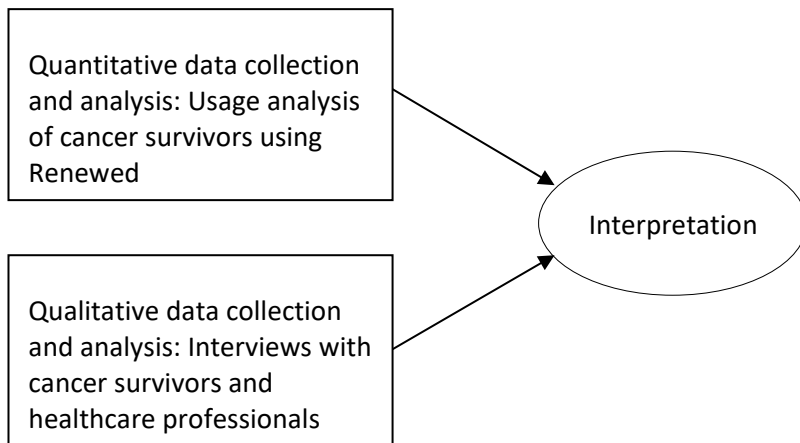 Quantitative data collection
and analysis: Usage analysis
of cancer survivors using
Renewed
Interpretation
Qualitative data collection
and analysis: Interviews with
cancer survivors and
healthcare professionals